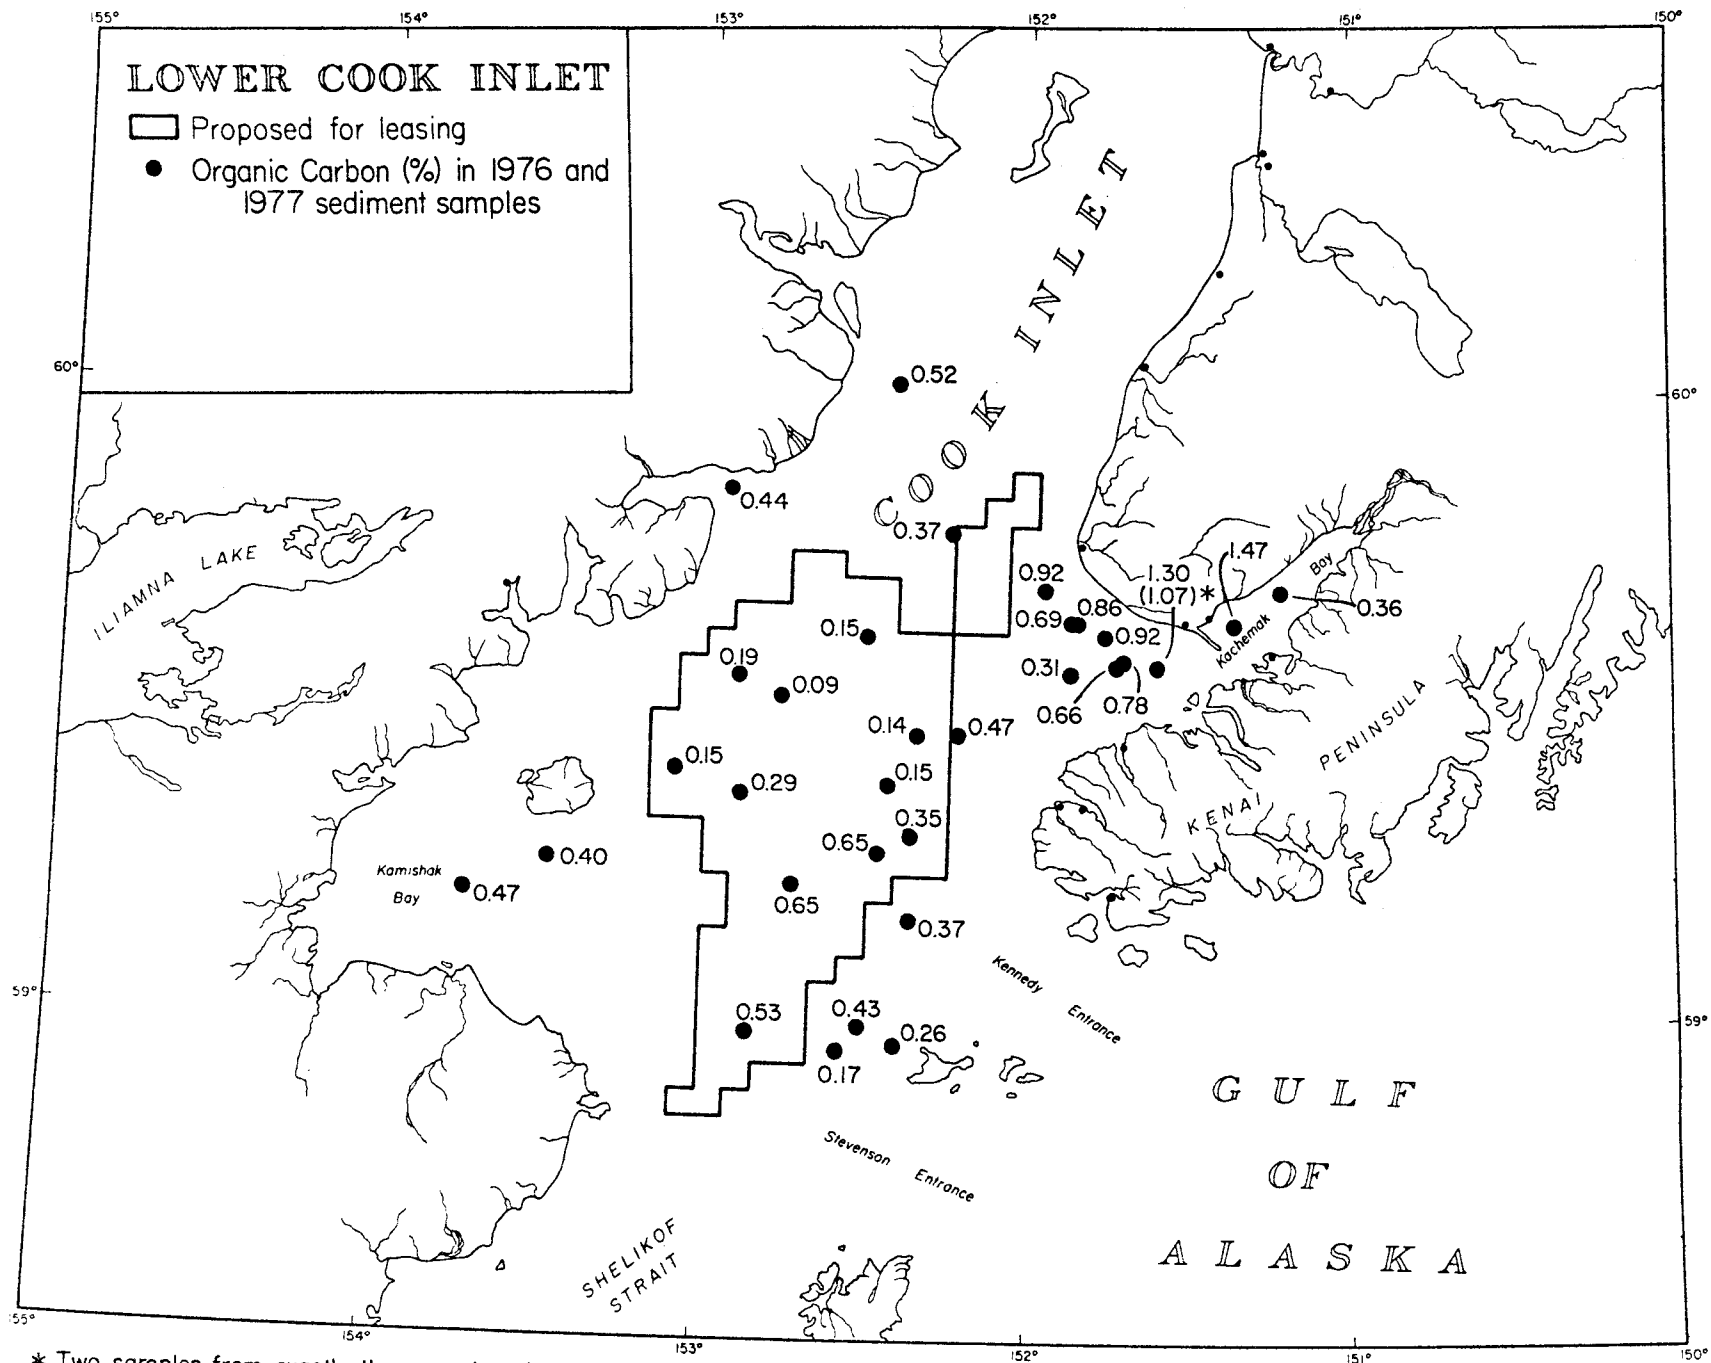 155° 154° 153° 152° 151° 150°
LOWER COOK INLET
Proposed for leasing
Organic Carbon (%) in 1976 and
1977 sediment samples
COOK INLET
60°
60°
0.52
0.44
0.37
ILIAMNA LAKE
1.47
1.30
(1.07)*
Bay
0.92
0.86
0.36
0.69
0.92
Kachemak
0.15
0.19
0.09
0.31
0.66
0.78
0.14
0.47
PENINSULA
KENAI
0.15
0.29
0.15
0.35
0.65
0.40
Kamishak
Bay
0.47
0.65
0.37
Kennedy Entrance
59°
59°
0.53
0.43
0.26
0.17
Stevenson Entrance
GULF
OF
ALASKA
SHELIKOF
STRAIT
55°
154°
153°
152°
151°
150°
* Two samples from